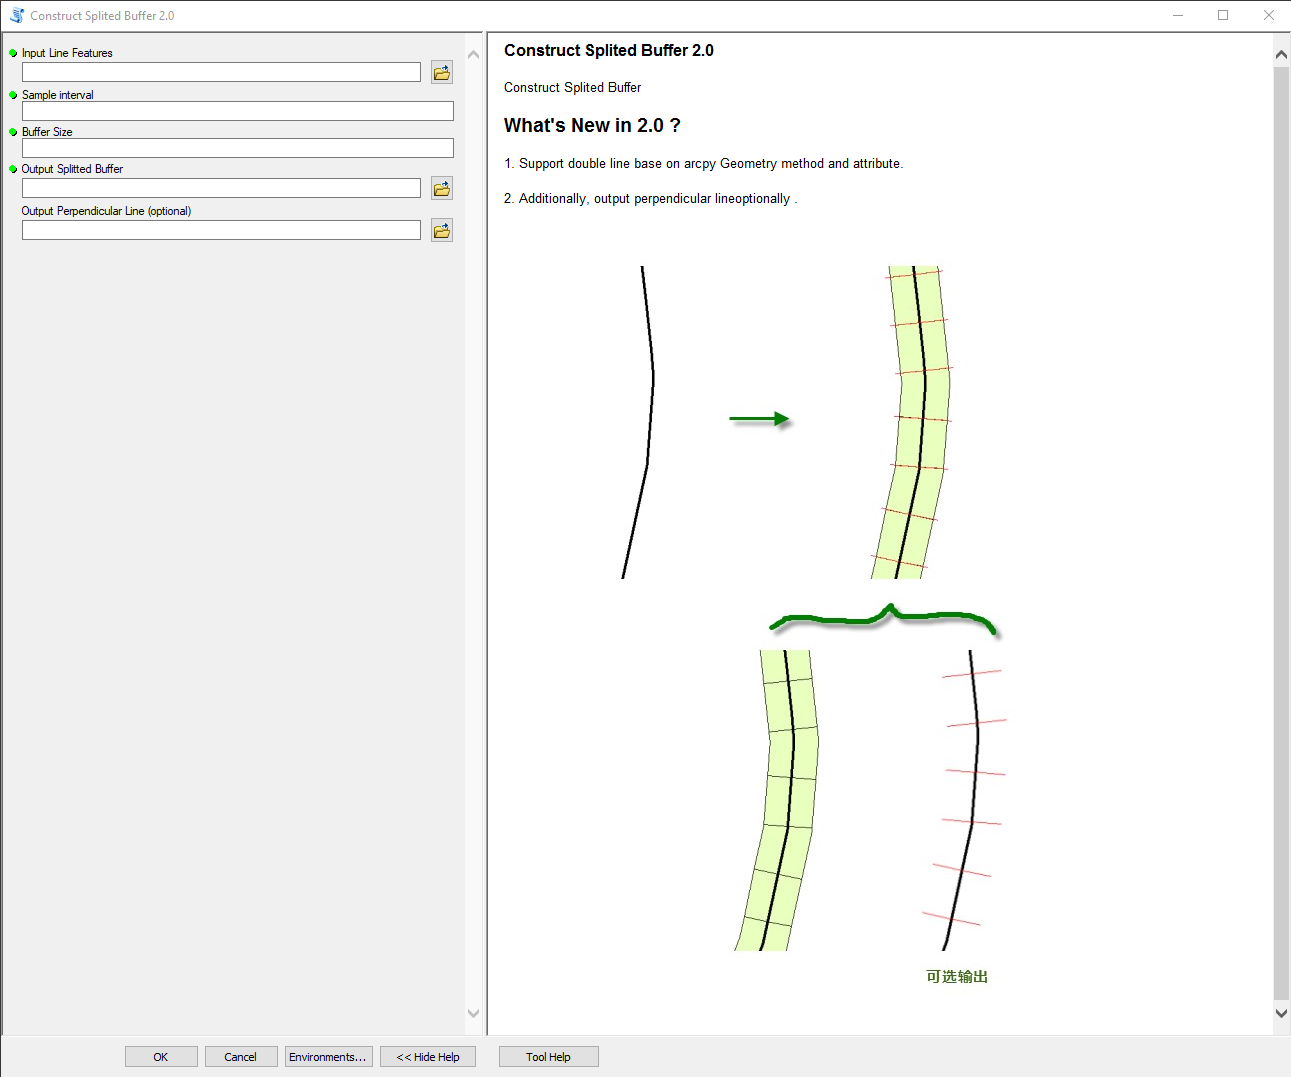 Construct Splited Buffer 2.0
Input Line Features
Sample interval
Buffer Size
Output Splitted Buffer
Output Perpendicular Line (optional)
Construct Splited Buffer 2.0
Construct Splited Buffer
What's New in 2.0 ?
1. Support double line base on arcpy Geometry method and attribute.
2. Additionally, output perpendicular lineoptionally .
可选输出
OK
Cancel
Environments...
<< Hide Help
Tool Help